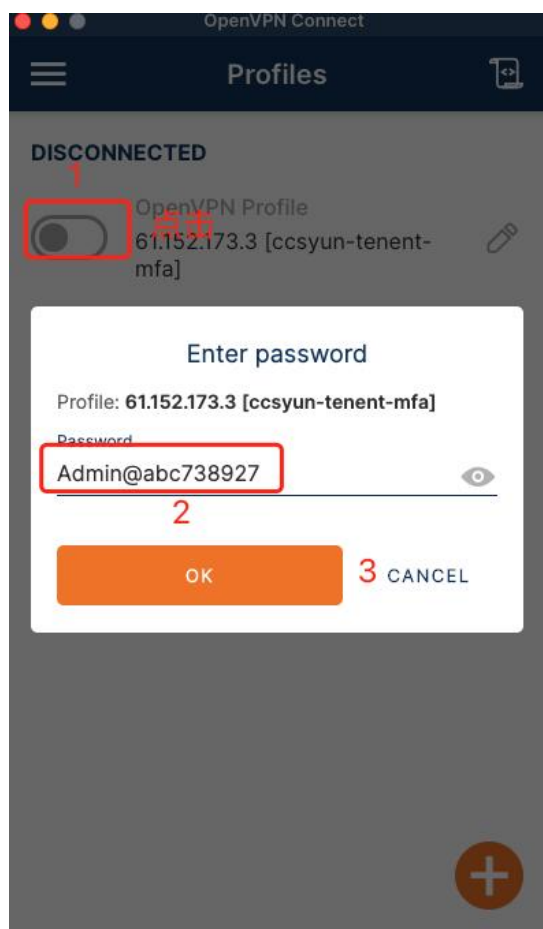 OpenVPN Connect
Profiles
DISCONNECTED
1
OpenVPN Profile
点击
61.152.173.3 [ccsyun-tenent-
mfa]
Enter password
Profile: 61.152.173.3 [ccsyun-tenent-mfa]
Password
Admin@abc738927
2
OK
3 CANCEL